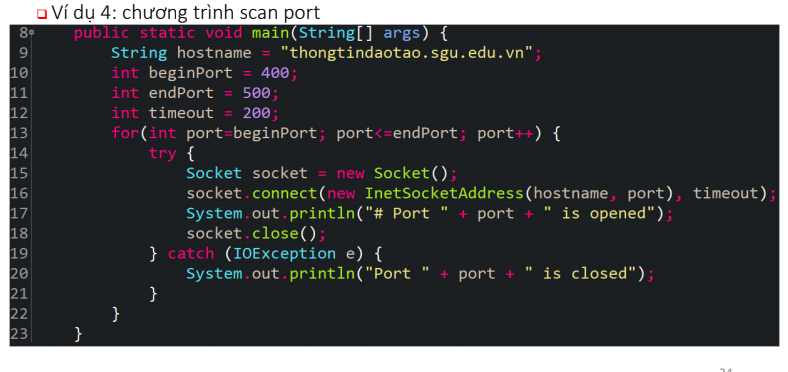 Ví dụ 4: chương trình scan port
8 public static void main(String[] args) {
9 String hostname = "thongtindaotao.sgu.edu.vn";
10 int beginPort = 400;
11 int endPort = 500;
12 int timeout = 200;
13 for(int port=beginPort; port<=endPort; port++) {
14 try {
15 Socket socket = new Socket();
16 socket.connect(new InetSocketAddress(hostname, port), timeout);
17 System.out.println("# Port " + port + " is opened");
18 socket.close();
19 } catch (IOException e) {
20 System.out.println("Port " + port + " is closed");
21 }
22 }
23 }